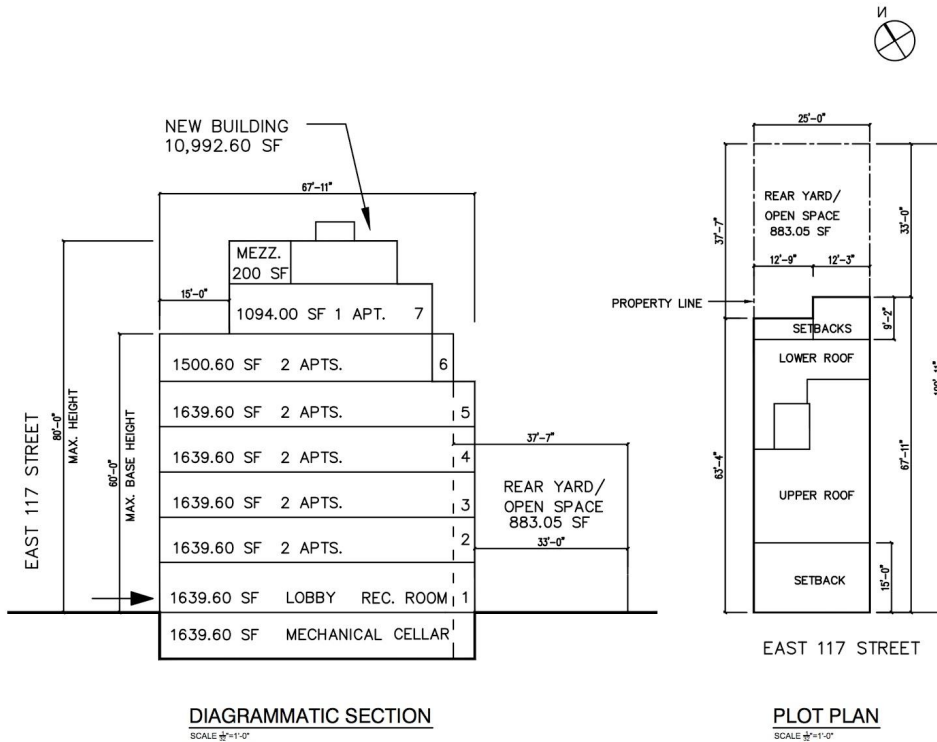 N
NEW BUILDING
10,992.60 SF
67'-11"
MEZZ.
200 SF
15'-0"
1094.00 SF 1 APT. 7
1500.60 SF 2 APTS. 6
1639.60 SF 2 APTS. 5
1639.60 SF 2 APTS. 4
1639.60 SF 2 APTS. 3
1639.60 SF 2 APTS. 2
1639.60 SF LOBBY REC. ROOM 1
1639.60 SF MECHANICAL CELLAR
EAST 117 STREET
80'-0"
MAX. HEIGHT
60'-0"
MAX. BASE HEIGHT
37'-7"
REAR YARD/
OPEN SPACE
883.05 SF
33'-0"
DIAGRAMMATIC SECTION
25'-0"
REAR YARD/
OPEN SPACE
883.05 SF
37'-7"
33'-0"
12'-9" 12'-3"
PROPERTY LINE
SETBACKS
9'-2"
LOWER ROOF
63'-4"
67'-11"
UPPER ROOF
SETBACK
15'-0"
EAST 117 STREET
PLOT PLAN